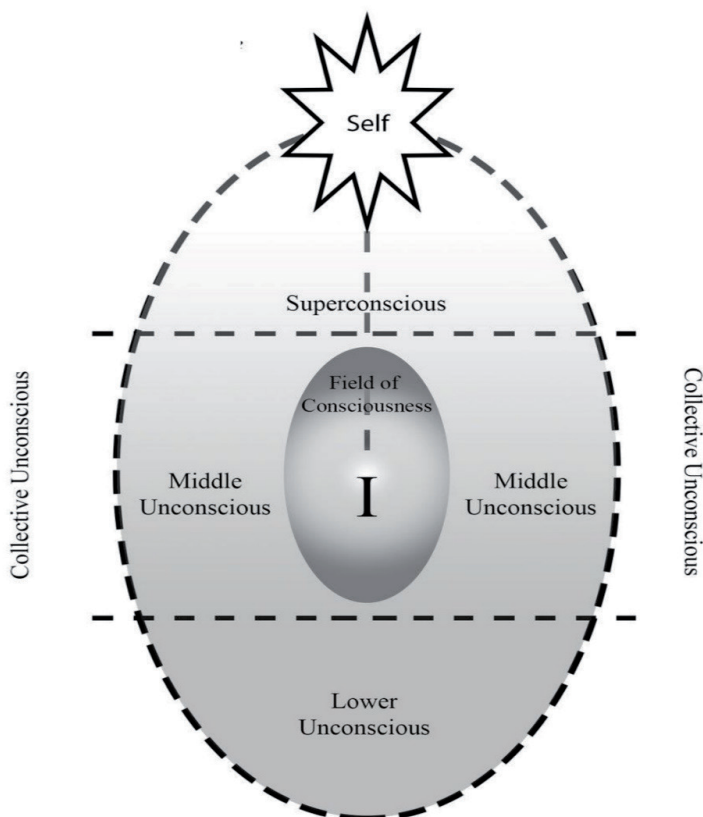 Self
Superconscious
Field of
Consciousness
Collective Unconscious
Middle
Unconscious
I
Middle
Unconscious
Collective Unconscious
Lower
Unconscious